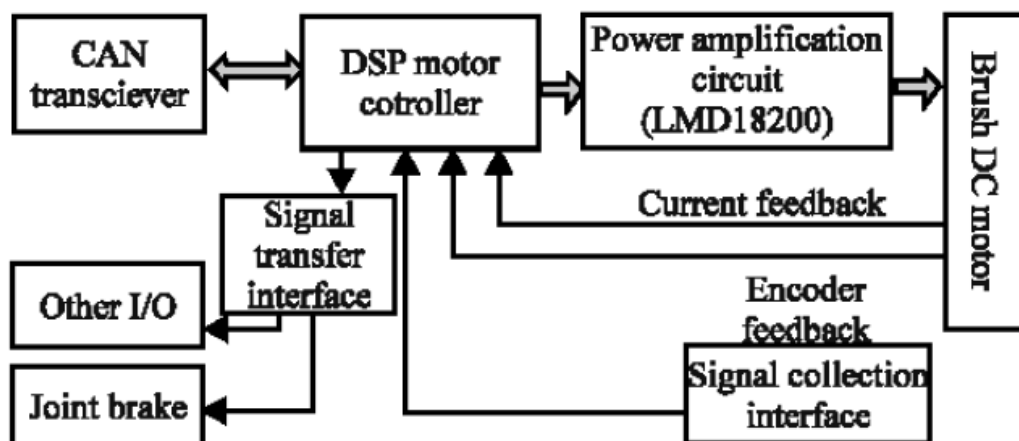 CAN
transciever
DSP motor
cotroller
Power amplification
circuit
(LMD18200)
Brush DC motor
Current feedback
Signal
transfer
interface
Other I/O
Encoder
feedback
Joint brake
Signal collection
interface